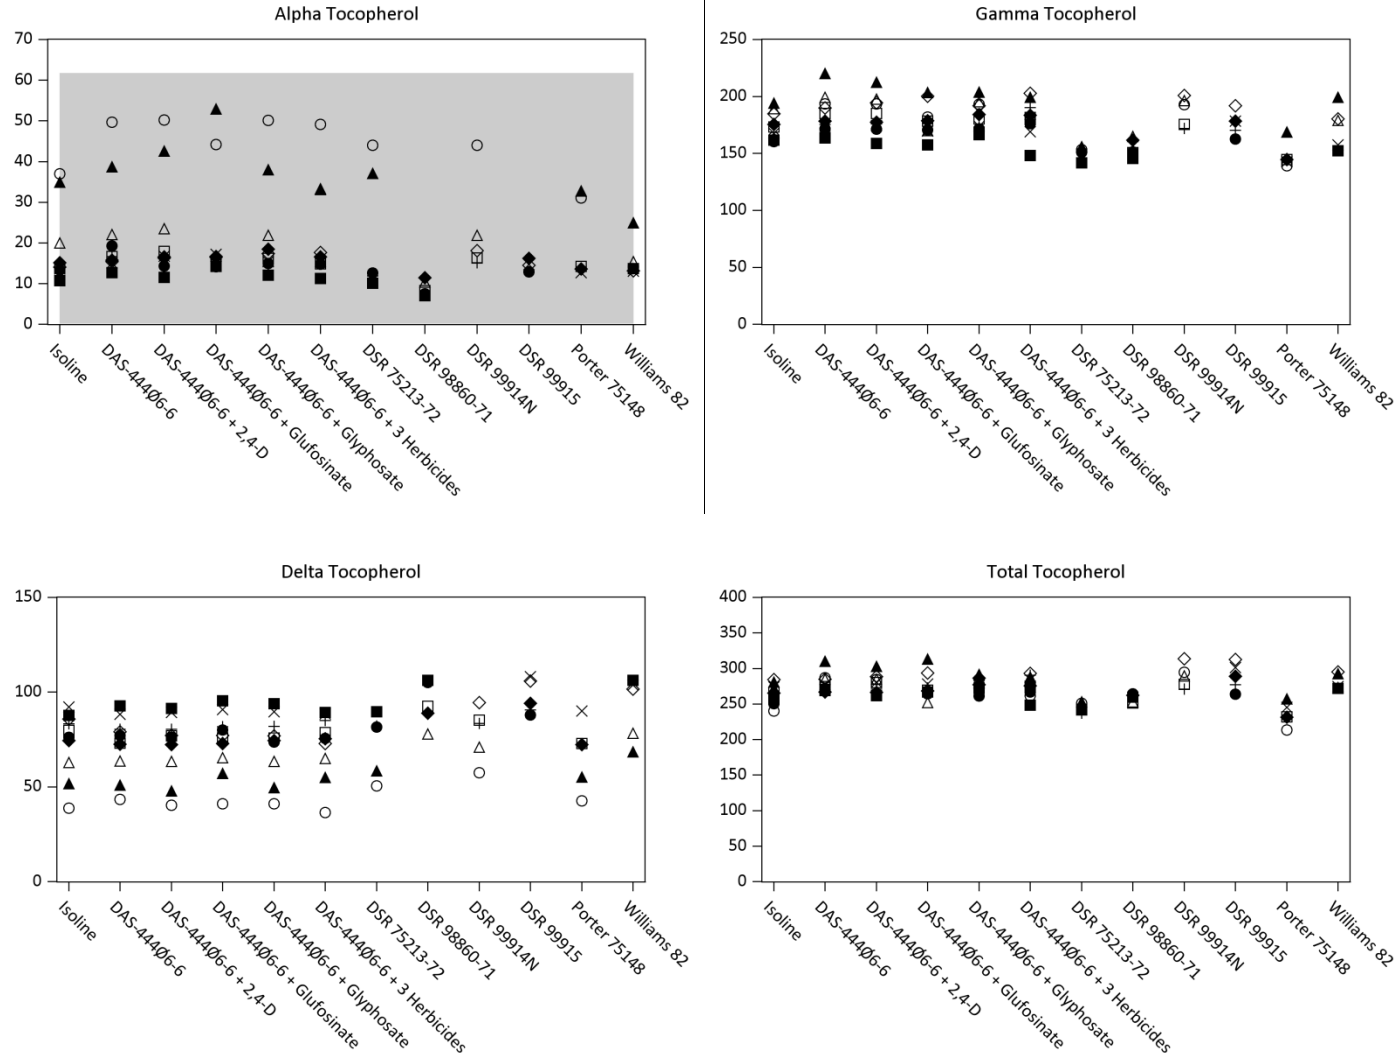 Alpha Tocopherol
70
60
50
40
30
20
10
0
Isoline
DAS-444Ø6-6
DAS-444Ø6-6 + 2,4-D
DAS-444Ø6-6 + Glufosinate
DAS-444Ø6-6 + Glyphosate
DAS-444Ø6-6 + 3 Herbicides
DSR 75213-72
DSR 98860-71
DSR 99914N
DSR 99915
Porter 75148
Williams 82
Gamma Tocopherol
250
200
150
100
50
0
Isoline
DAS-444Ø6-6
DAS-444Ø6-6 + 2,4-D
DAS-444Ø6-6 + Glufosinate
DAS-444Ø6-6 + Glyphosate
DAS-444Ø6-6 + 3 Herbicides
DSR 75213-72
DSR 98860-71
DSR 99914N
DSR 99915
Porter 75148
Williams 82
Delta Tocopherol
150
100
50
0
Isoline
DAS-444Ø6-6
DAS-444Ø6-6 + 2,4-D
DAS-444Ø6-6 + Glufosinate
DAS-444Ø6-6 + Glyphosate
DAS-444Ø6-6 + 3 Herbicides
DSR 75213-72
DSR 98860-71
DSR 99914N
DSR 99915
Porter 75148
Williams 82
Total Tocopherol
400
350
300
250
200
150
100
50
0
Isoline
DAS-444Ø6-6
DAS-444Ø6-6 + 2,4-D
DAS-444Ø6-6 + Glufosinate
DAS-444Ø6-6 + Glyphosate
DAS-444Ø6-6 + 3 Herbicides
DSR 75213-72
DSR 98860-71
DSR 99914N
DSR 99915
Porter 75148
Williams 82